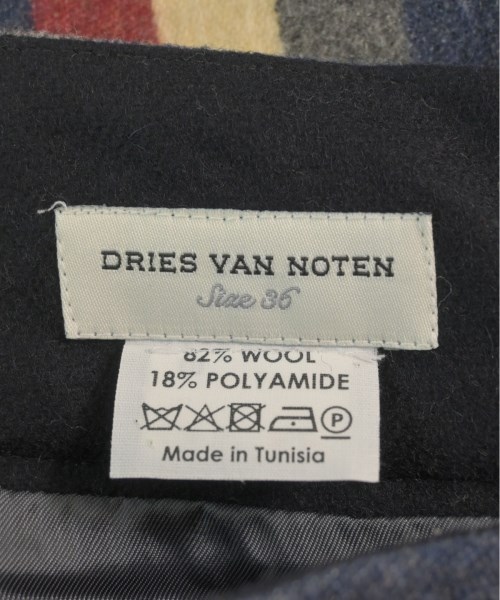 DRIES VAN NOTEN
Size 36
82% WOOL
18% POLYAMIDE
P
Made in Tunisia